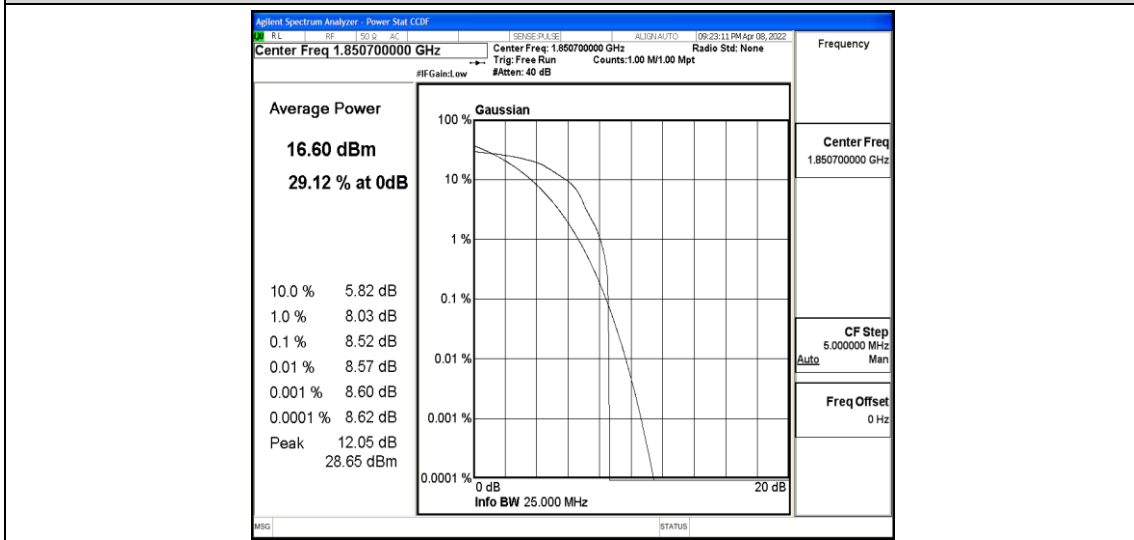 Agilent Spectrum Analyzer - Power Stat CCDF
RL RF 50 Ω AC SENSE:PULSE ALIGNAUTO 09:23:11 PM Apr 08, 2022
Center Freq 1.850700000 GHz
Center Freq: 1.850700000 GHz Radio Std: None
Trig: Free Run Counts:1.00 M/1.00 Mpt
#IFGain:Low #Atten: 40 dB
Frequency
Average Power
16.60 dBm
29.12 % at 0dB
10.0 % 5.82 dB
1.0 % 8.03 dB
0.1 % 8.52 dB
0.01 % 8.57 dB
0.001 % 8.60 dB
0.0001 % 8.62 dB
Peak 12.05 dB
28.65 dBm
Gaussian
100 %
10 %
1 %
0.1 %
0.01 %
0.001 %
0.0001 %
0 dB 20 dB
Info BW 25.000 MHz
Center Freq
1.850700000 GHz
CF Step
5.000000 MHz
Auto Man
Freq Offset
0 Hz
MSG STATUS